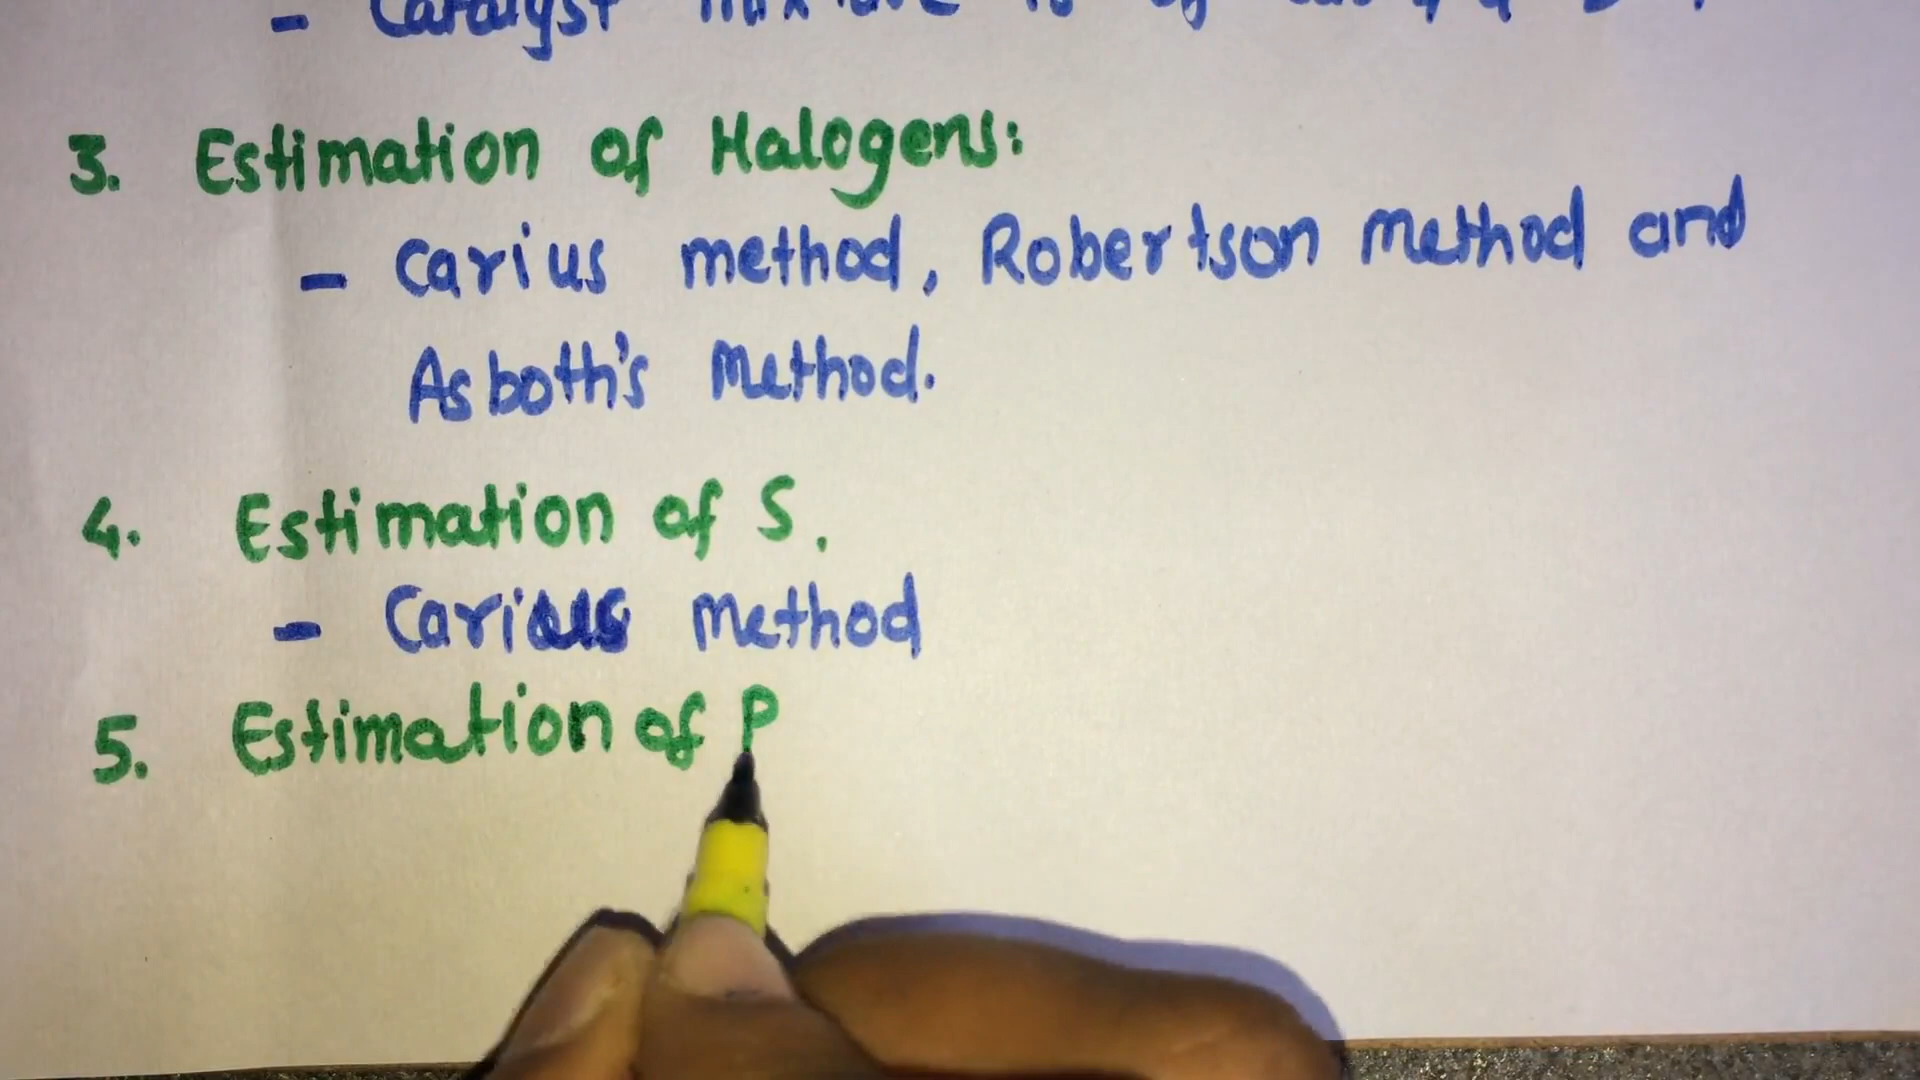 - Catalyst
3. Estimation of Halogens:
- Carius method, Robertson method and
Asboth's Method.
4. Estimation of S.
- Carius Method
5. Estimation of P